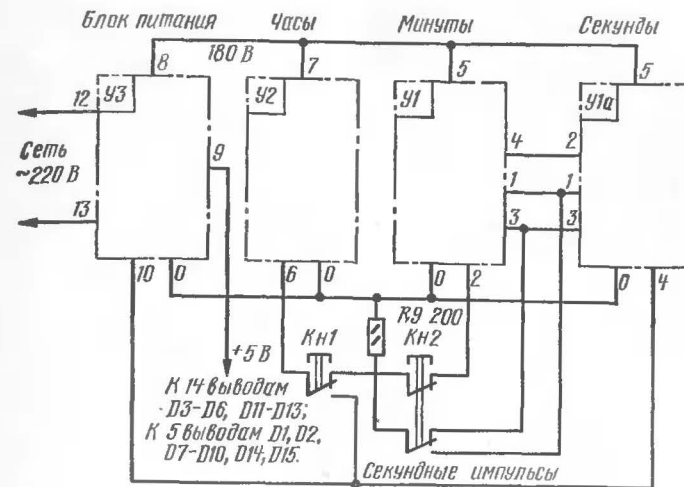 Блок питания Часы Минуты Секунды
8 180 В 7 5 5
12 У3 У2 У1 У1а
4 2
Сеть 9
~220 В 1 1
13 3 3
10 0 6 0 0 2 0 4
R9 200
Кн1 Кн2
+5 В
К 14 выводам
D3–D6, D11–D13;
К 5 выводам D1, D2,
D7–D10, D14, D15.
Секундные импульсы